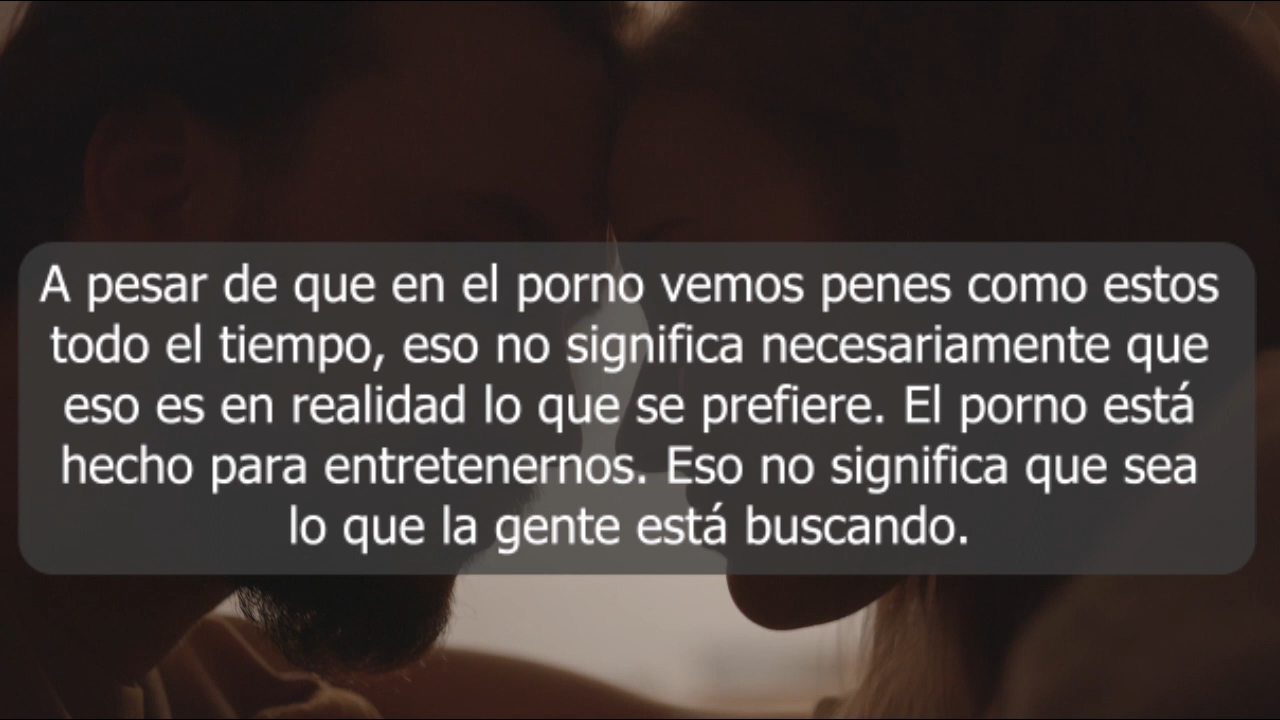 A pesar de que en el porno vemos penes como estos
todo el tiempo, eso no significa necesariamente que
eso es en realidad lo que se prefiere. El porno está
hecho para entretenernos. Eso no significa que sea
lo que la gente está buscando.